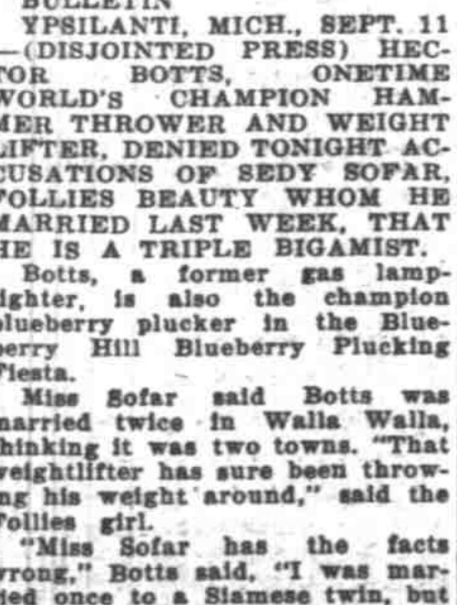 BULLETIN
YPSILANTI, MICH., SEPT. 11
—(DISJOINTED PRESS) HEC-
TOR BOTTS, ONETIME
WORLD'S CHAMPION HAM-
MER THROWER AND WEIGHT
LIFTER, DENIED TONIGHT AC-
CUSATIONS OF SEDY SOFAR,
FOLLIES BEAUTY WHOM HE
MARRIED LAST WEEK, THAT
HE IS A TRIPLE BIGAMIST.
Botts, a former gas lamp-
lighter, is also the champion
blueberry plucker in the Blue-
berry Hill Blueberry Plucking
Fiesta.
Miss Sofar said Botts was
married twice in Walla Walla,
thinking it was two towns. "That
weightlifter has sure been throw-
ing his weight around," said the
Follies girl.
"Miss Sofar has the facts
wrong," Botts said, "I was mar-
ried once to a Siamese twin, but